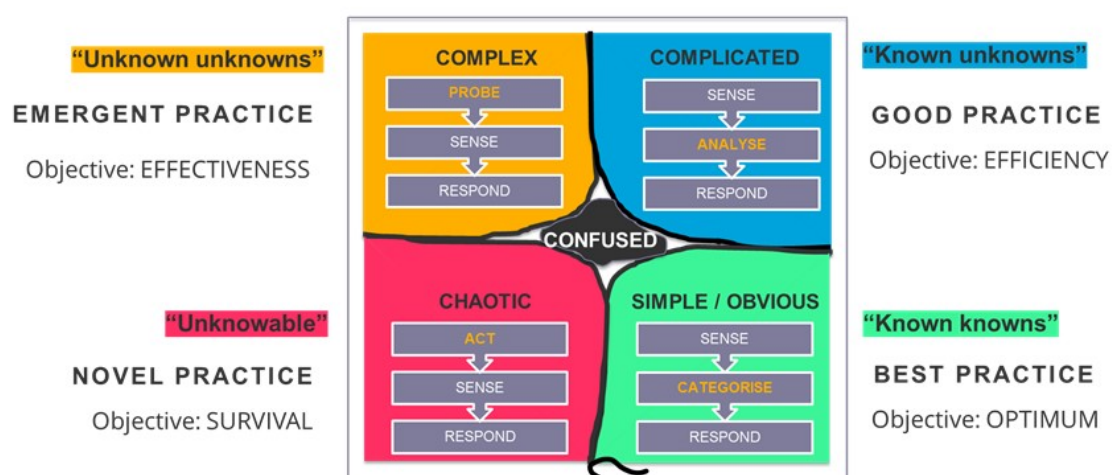 “Unknown unknowns”
EMERGENT PRACTICE
Objective: EFFECTIVENESS
COMPLEX
PROBE
SENSE
RESPOND
COMPLICATED
SENSE
ANALYSE
RESPOND
“Known unknowns”
GOOD PRACTICE
Objective: EFFICIENCY
CONFUSED
“Unknowable”
NOVEL PRACTICE
Objective: SURVIVAL
CHAOTIC
ACT
SENSE
RESPOND
SIMPLE / OBVIOUS
SENSE
CATEGORISE
RESPOND
“Known knowns”
BEST PRACTICE
Objective: OPTIMUM